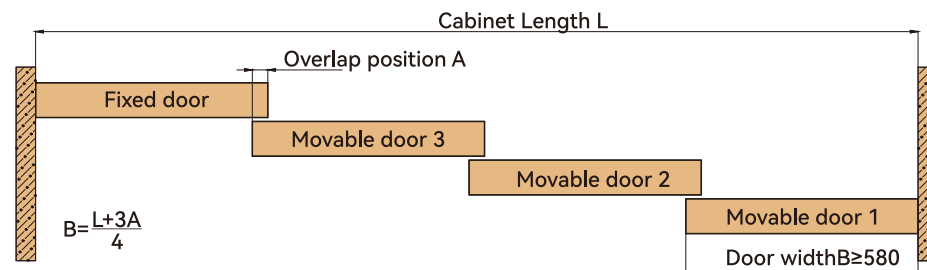 Cabinet Length L
Overlap position A
Fixed door
Movable door 3
Movable door 2
Movable door 1
B=L+3A/4
Door widthB≥580